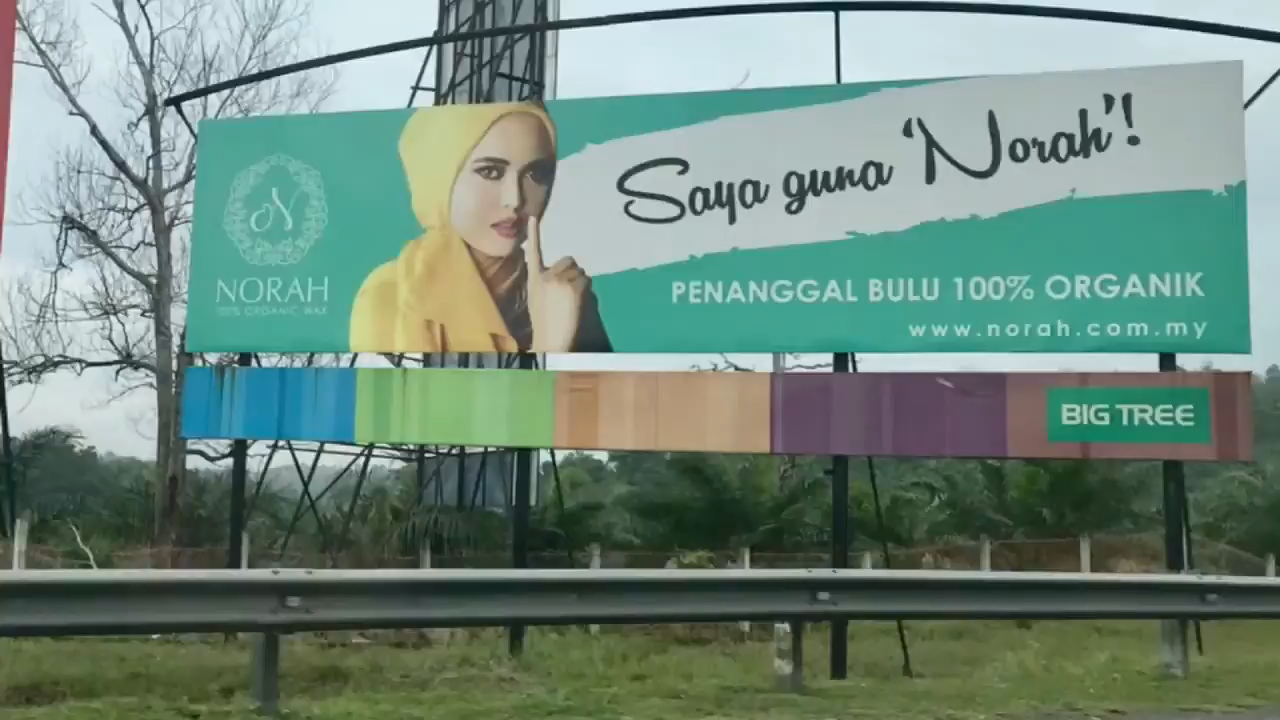 N
NORAH
100% ORGANIC WAX
Saya guna 'Norah'!
PENANGGAL BULU 100% ORGANIK
www.norah.com.my
BIG TREE